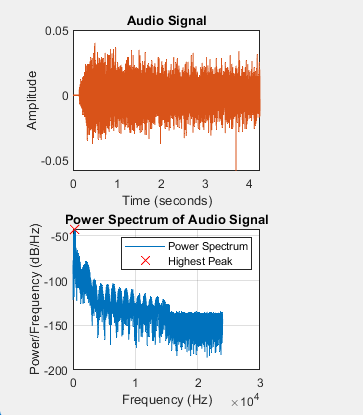 Audio Signal
0.05
0
-0.05
Amplitude
0 1 2 3 4
Time (seconds)
Power Spectrum of Audio Signal
-50
-100
-150
-200
Power/Frequency (dB/Hz)
Power Spectrum
Highest Peak
0 1 2 3
Frequency (Hz) ×10⁴